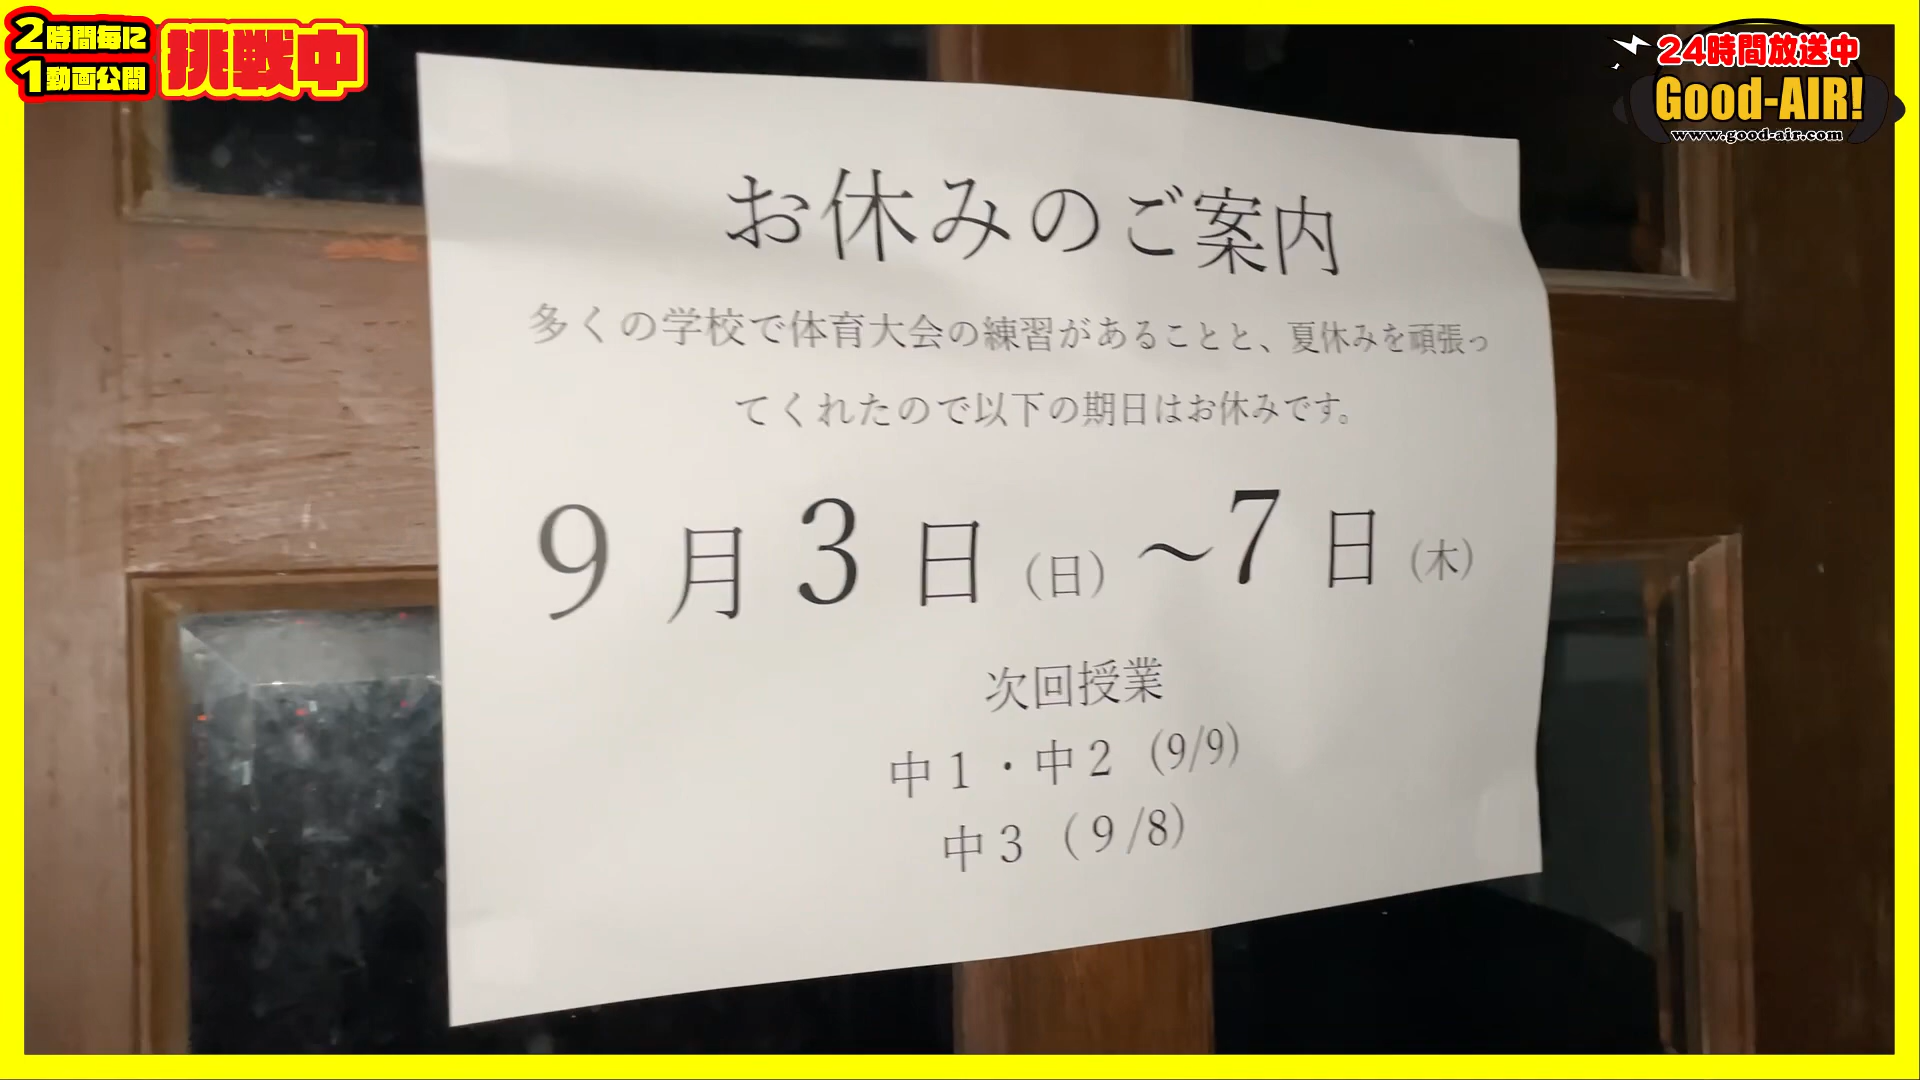 2時間毎に
1動画公開
挑戦中
24時間放送中
Good-AIR!
www.good-air.com
お休みのご案内
多くの学校で体育大会の練習があることと、夏休みを頑張っ
てくれたので以下の期日はお休みです。
9月3日（日）～7日（木）
次回授業
中1・中2（9/9）
中3（9/8）